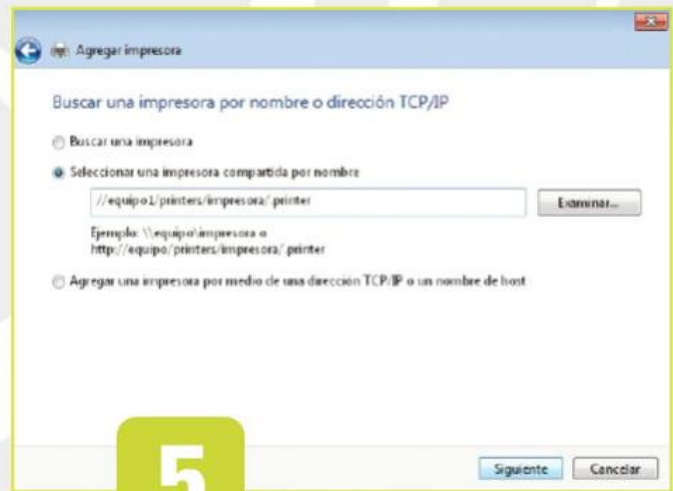 Agregar impresora
Buscar una impresora por nombre o dirección TCP/IP
Buscar una impresora
Seleccionar una impresora compartida por nombre
//equipo1/printers/impresora/.printer
Examinar...
Ejemplo: \\equipo\impresora o
http://equipo/printers/impresora/.printer
Agregar una impresora por medio de una dirección TCP/IP o un nombre de host
5
Siguiente
Cancelar